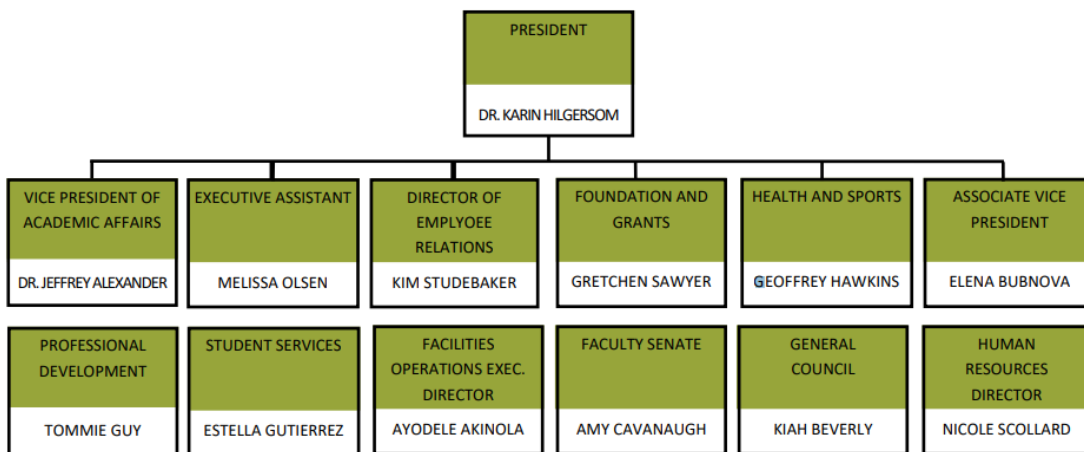 PRESIDENT
DR. KARIN HILGERSOM
VICE PRESIDENT OF
ACADEMIC AFFAIRS
DR. JEFFREY ALEXANDER
EXECUTIVE ASSISTANT
MELISSA OLSEN
DIRECTOR OF
EMPLYOEE
RELATIONS
KIM STUDEBAKER
FOUNDATION AND
GRANTS
GRETCHEN SAWYER
HEALTH AND SPORTS
GEOFFREY HAWKINS
ASSOCIATE VICE
PRESIDENT
ELENA BUBNOVA
PROFESSIONAL
DEVELOPMENT
TOMMIE GUY
STUDENT SERVICES
ESTELLA GUTIERREZ
FACILITIES
OPERATIONS EXEC.
DIRECTOR
AYODELE AKINOLA
FACULTY SENATE
AMY CAVANAUGH
GENERAL
COUNCIL
KIAH BEVERLY
HUMAN
RESOURCES
DIRECTOR
NICOLE SCOLLARD